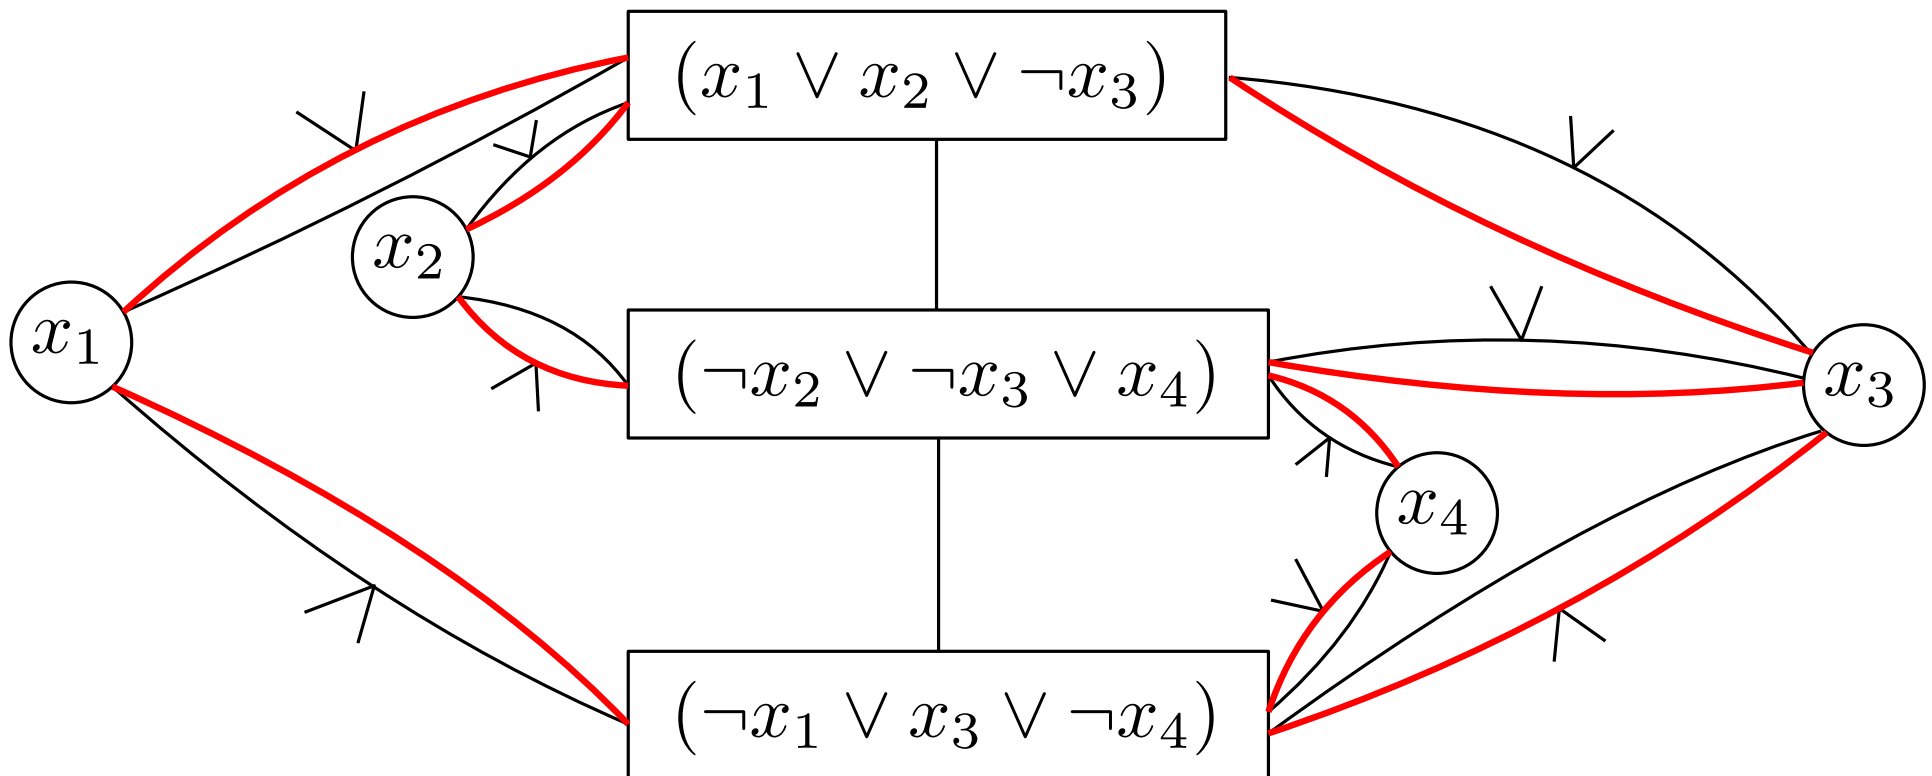 (x₁ ∨ x₂ ∨ ¬x₃)
x₂
x₁
(¬x₂ ∨ ¬x₃ ∨ x₄)
x₃
x₄
(¬x₁ ∨ x₃ ∨ ¬x₄)